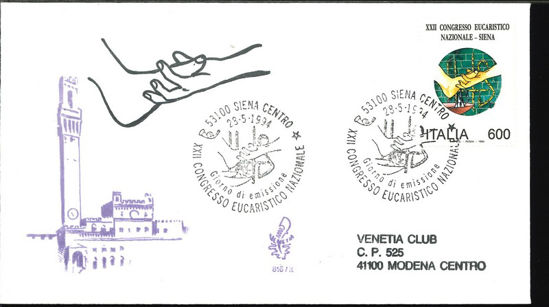 XXII CONGRESSO EUCARISTICO
NAZIONALE - SIENA
ITALIA 600
53100 SIENA CENTRO
28-5-1994
Giorno di emissione
XXII CONGRESSO EUCARISTICO NAZIONALE
53100 SIENA CENTRO
28-5-1994
Giorno di emissione
XXII CONGRESSO EUCARISTICO NAZIONALE
VENETIA CLUB
C. P. 525
41100 MODENA CENTRO